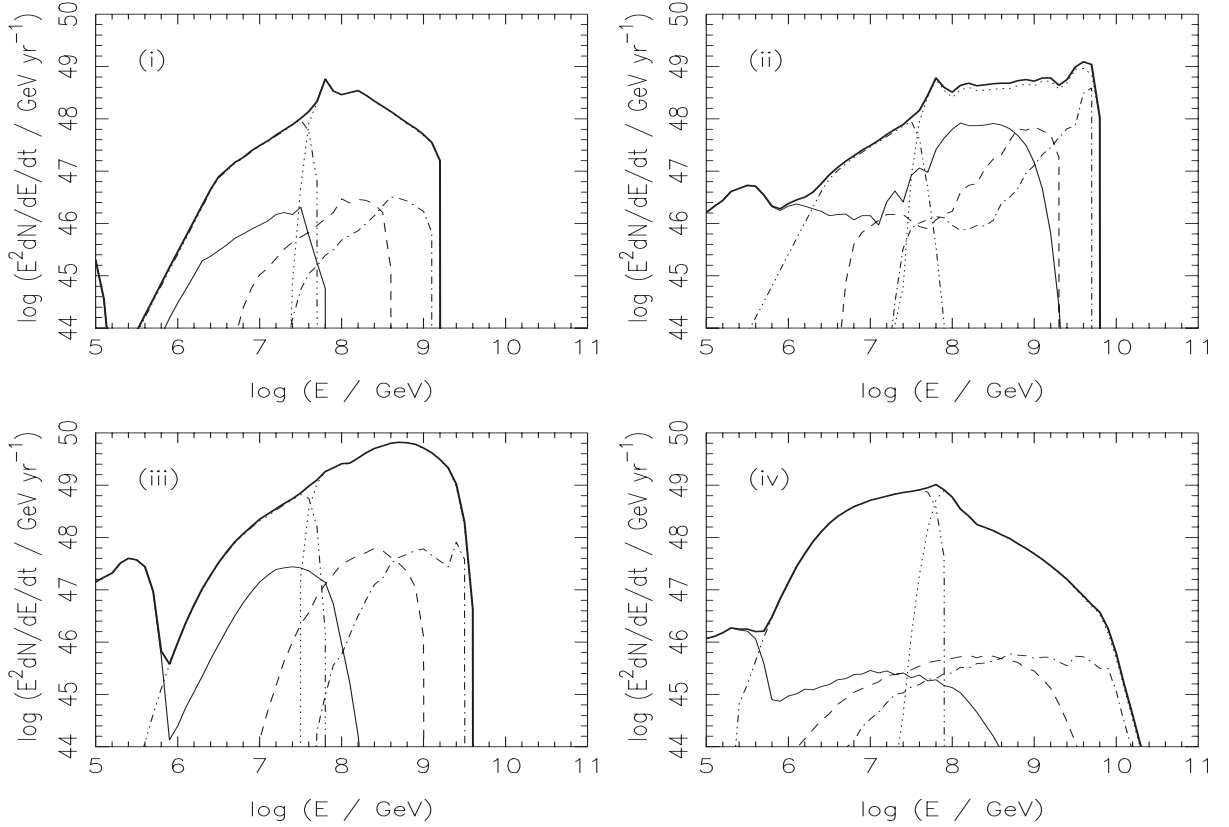 (i)
log (E²dN/dE/dt / GeV yr⁻¹)
44 45 46 47 48 49 50
5 6 7 8 9 10 11
log (E / GeV)
(ii)
log (E²dN/dE/dt / GeV yr⁻¹)
44 45 46 47 48 49 50
5 6 7 8 9 10 11
log (E / GeV)
(iii)
log (E²dN/dE/dt / GeV yr⁻¹)
44 45 46 47 48 49 50
5 6 7 8 9 10 11
log (E / GeV)
(iv)
log (E²dN/dE/dt / GeV yr⁻¹)
44 45 46 47 48 49 50
5 6 7 8 9 10 11
log (E / GeV)